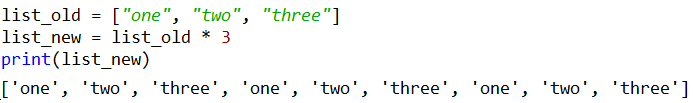 list_old = ["one", "two", "three"]
list_new = list_old * 3
print(list_new)
['one', 'two', 'three', 'one', 'two', 'three', 'one', 'two', 'three']